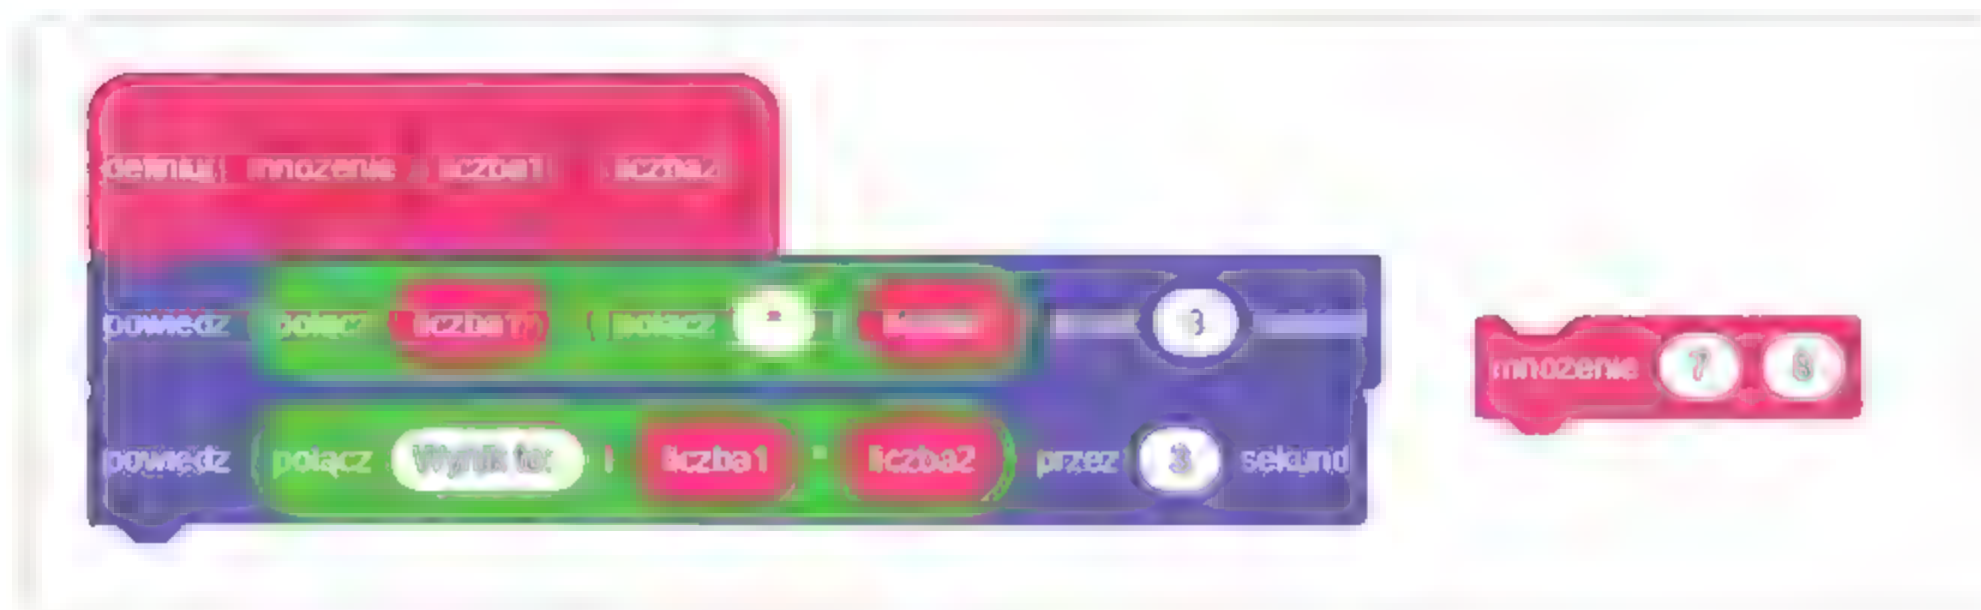 definiuj mnozenie liczba1 liczba2
powiedz połącz liczba1 połącz * 3
mnozenie 7
powiedz połącz Wynik to: liczba1 * liczba2 przez 3 sekund